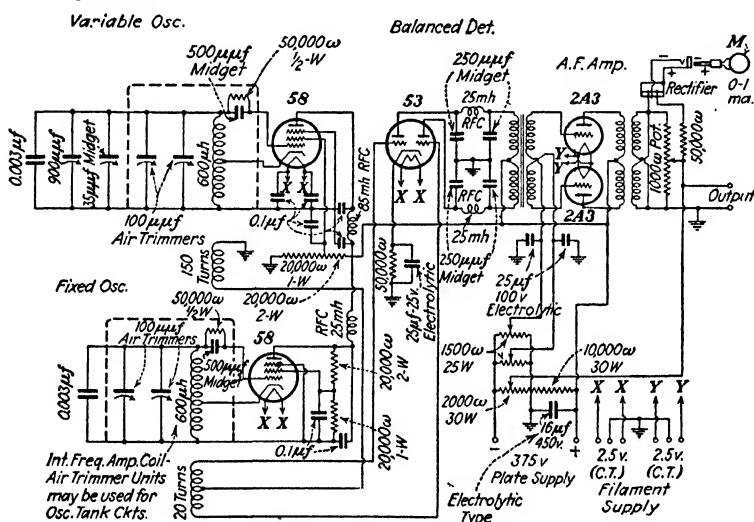 Variable Osc.
Balanced Det.
A.F. Amp.
500μμf
Midget
50,000ω
½-W
58
250μμf
Midget
53
25mh
RFC
2A3
Y
Y
2A3
Rectifier
M,
0-1
ma.
-
+
+
0.003μf
900μμf
35μμf Midget
600μh
100μμf
Air Trimmers
X
X
0.1μf
85mh RFC
X
X
RFC
25mh
250μμf
Midget
1000ω Pot.
50,000ω
Output
150
Turns
20,000ω
1-W
20,000ω
2-W
50,000ω
25μf-25v.
Electrolytic
25μf
100v
Electrolytic
Fixed Osc.
50,000ω
½W
100μμf
Air Trimmers
500μμf
Midget
58
RFC
25mh
20,000ω
2-W
0.003μf
600μh
X
X
0.1μf
20,000ω
1-W
1500ω
25W
10,000ω
30W
2000ω
30W
16μf
450v.
-
375v
+
Plate Supply
Electrolytic
Type
X
X
Y
Y
2.5v.
(C.T.)
2.5v.
(C.T.)
Filament
Supply
Int. Freq. Amp. Coil-
Air Trimmer Units
may be used for
Osc. Tank Ckts.
20 Turns